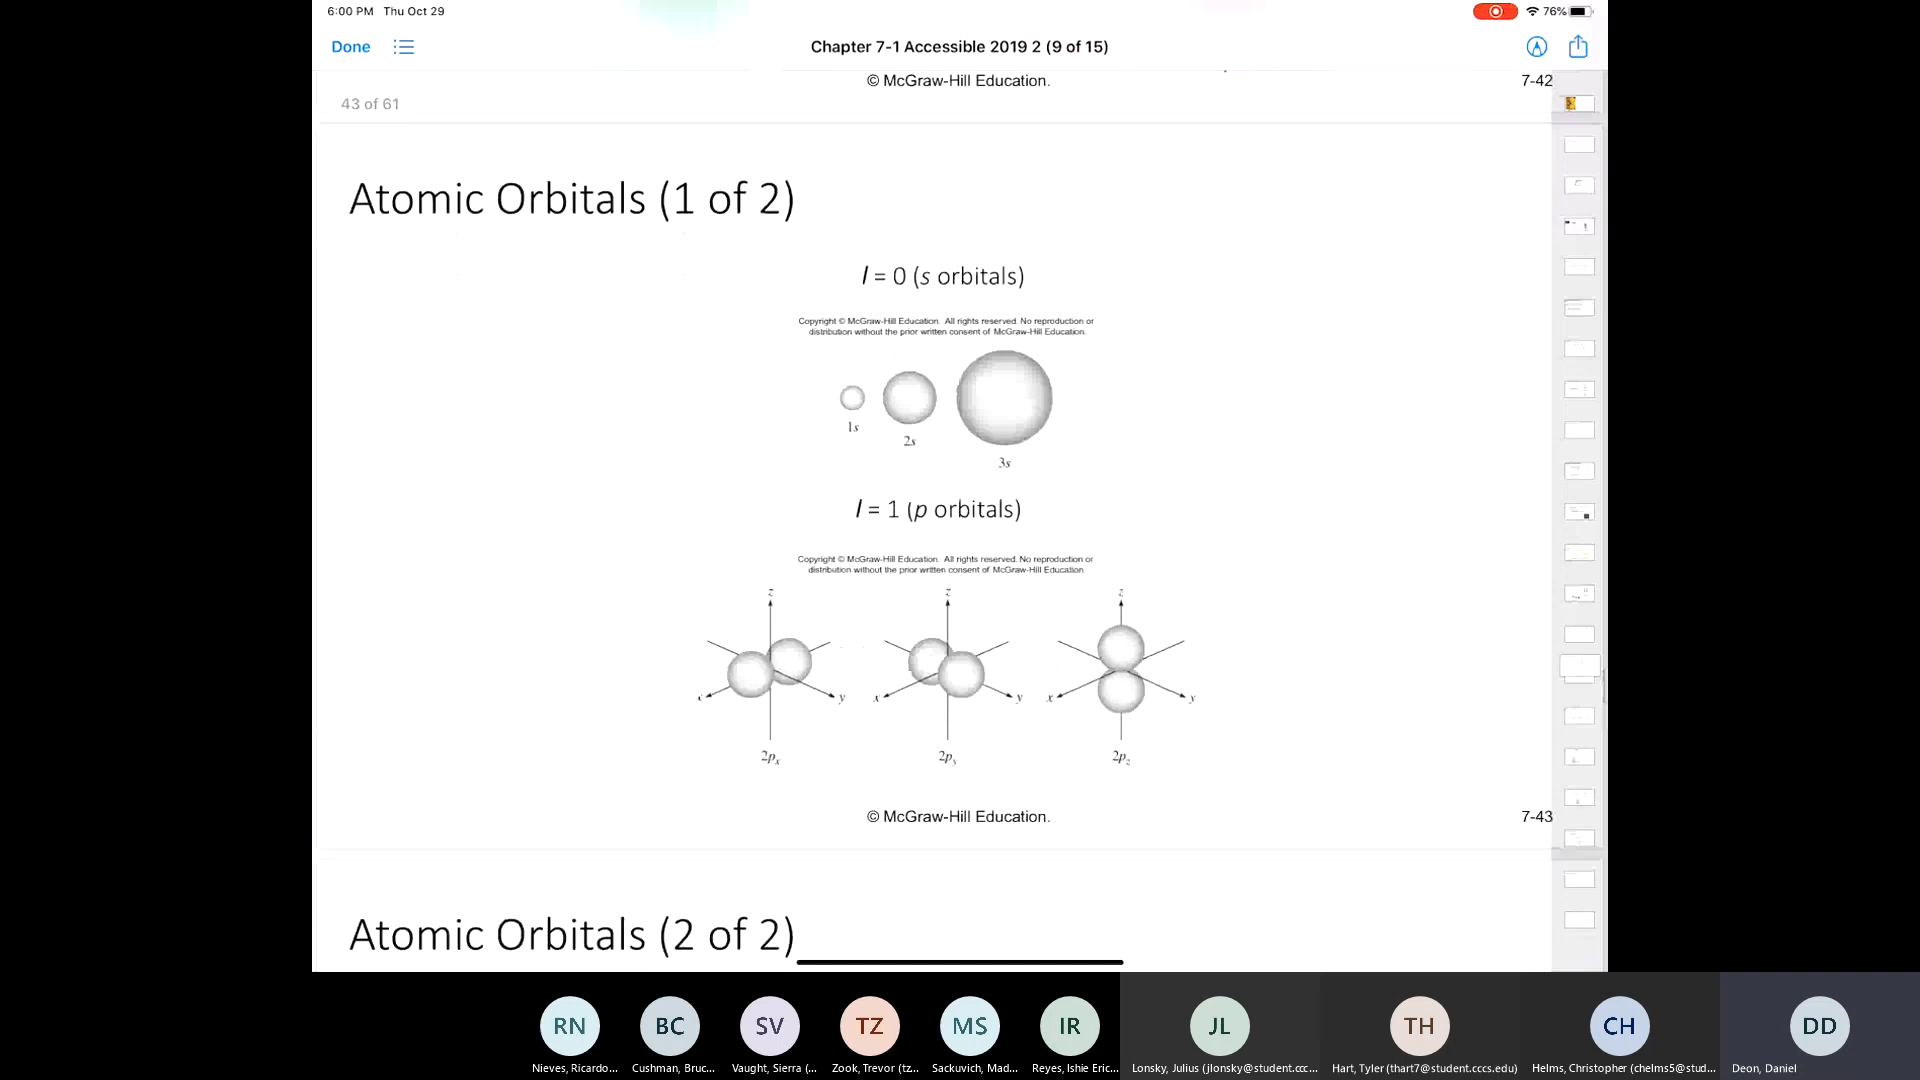 6:00 PM Thu Oct 29
76%
Done
Chapter 7-1 Accessible 2019 2 (9 of 15)
© McGraw-Hill Education.
7-42
43 of 61
Atomic Orbitals (1 of 2)
l = 0 (s orbitals)
Copyright © McGraw-Hill Education. All rights reserved. No reproduction or
distribution without the prior written consent of McGraw-Hill Education.
1s
2s
3s
l = 1 (p orbitals)
Copyright © McGraw-Hill Education. All rights reserved. No reproduction or
distribution without the prior written consent of McGraw-Hill Education.
z z z
x y x y x y
2px 2py 2pz
© McGraw-Hill Education.
7-43
Atomic Orbitals (2 of 2)
RN BC SV TZ MS IR JL TH CH DD
Nieves, Ricardo... Cushman, Bruc... Vaught, Sierra (... Zook, Trevor (tz... Sackuvich, Mad... Reyes, Ishie Eric... Lonsky, Julius (jlonsky@student.ccc... Hart, Tyler (thart7@student.cccs.edu) Helms, Christopher (chelms5@stud... Deon, Daniel